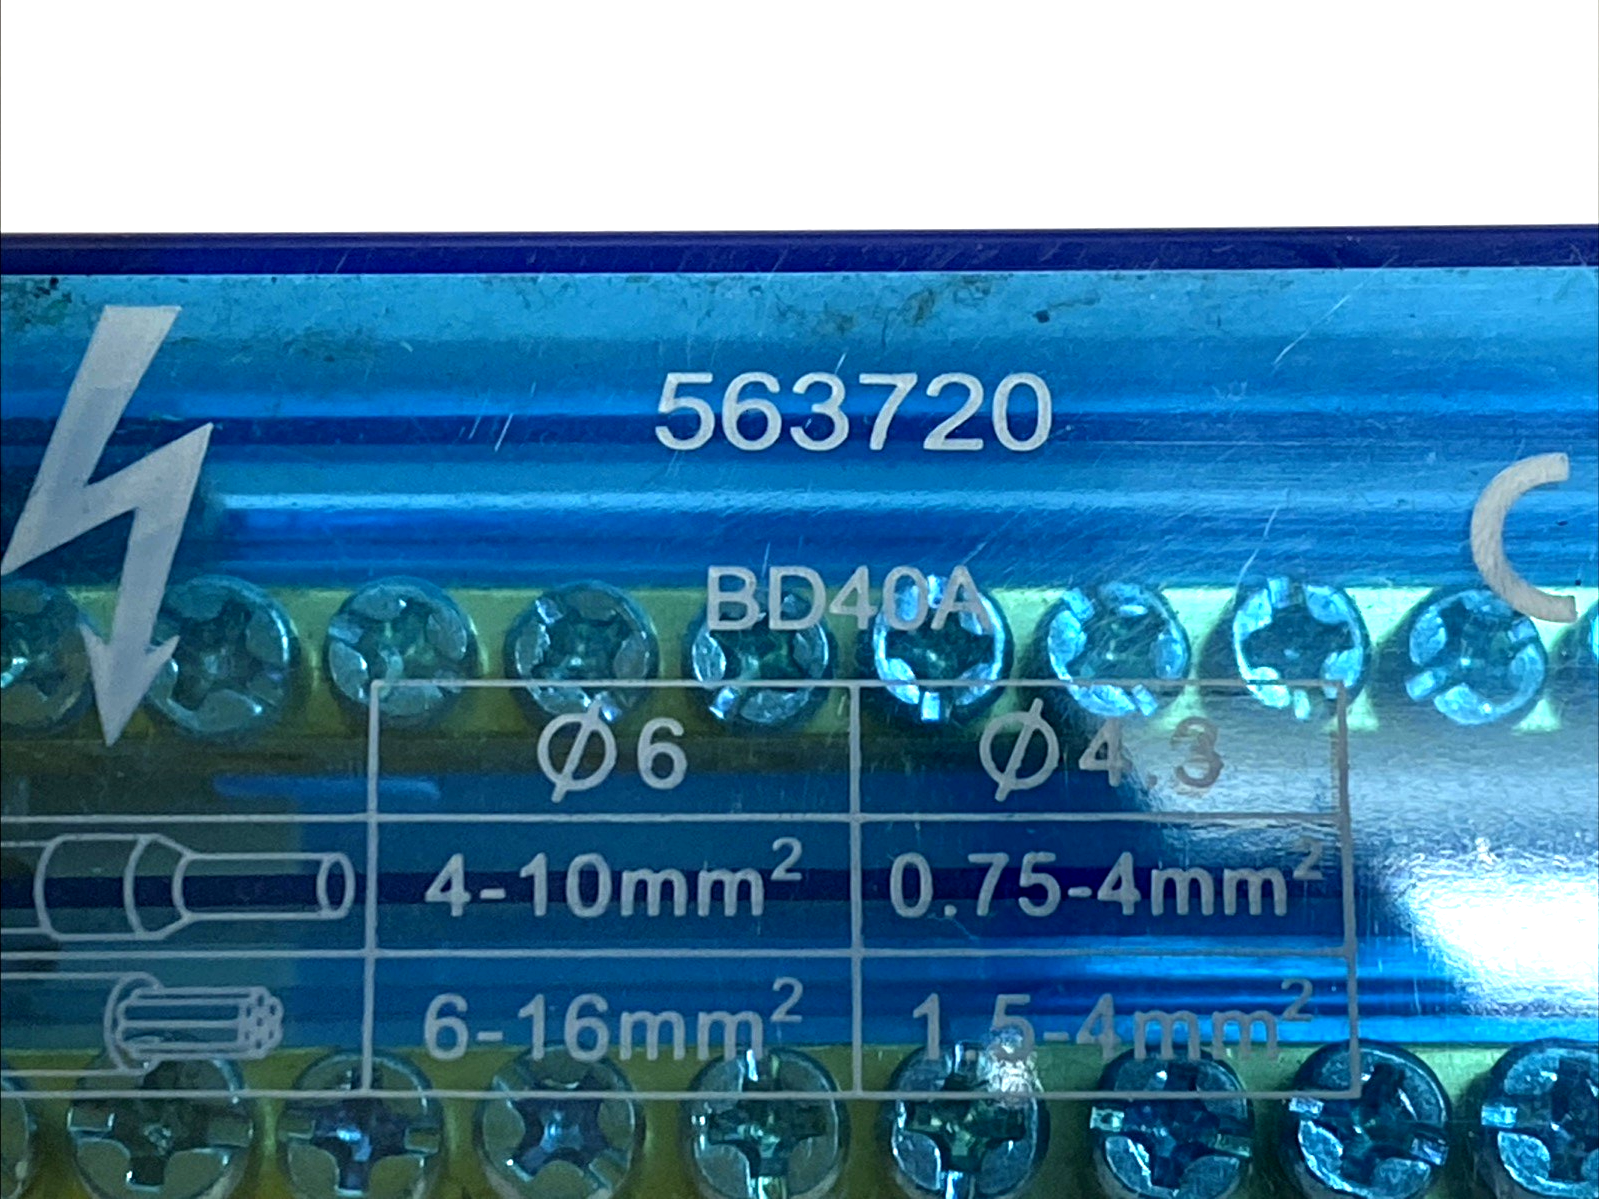 563720
BD40A
Ø6 Ø4.3
4-10mm² 0.75-4mm²
6-16mm² 1.5-4mm²